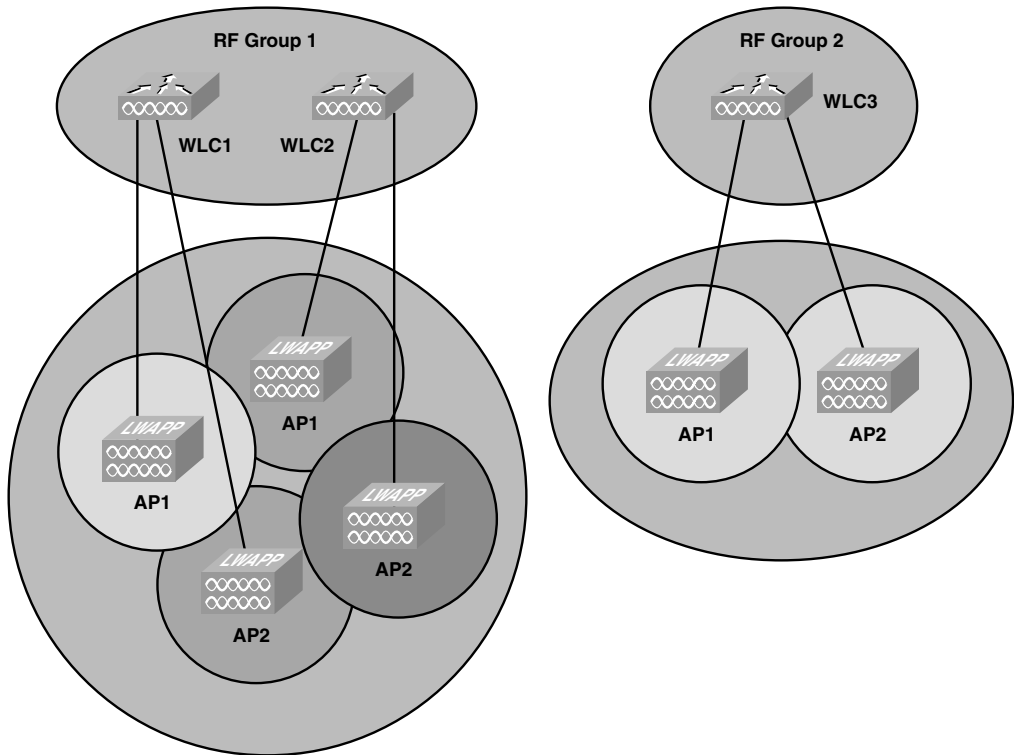 RF Group 1
WLC1
WLC2
RF Group 2
WLC3
LWAPP
AP1
LWAPP
AP1
LWAPP
AP2
LWAPP
AP2
LWAPP
AP1
LWAPP
AP2